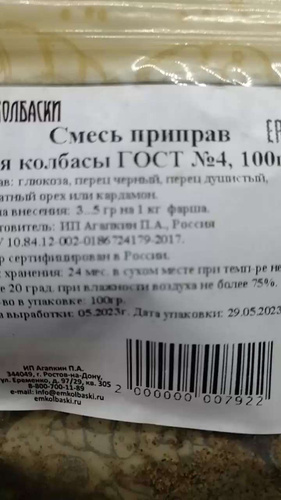 КОЛБАСКИ
Смесь приправ
я колбасы ГОСТ №4, 100г
ав: глюкоза, перец черный, перец душистый,
атный орех или кардамон.
а внесения: 3...5 гр на 1 кг фарша.
отовитель: ИП Агапкин П.А., Россия
У 10.84.12-002-0186724179-2017.
р сертифицирован в России.
хранения: 24 мес. в сухом месте при темп-ре не
е 20 град. при влажности воздуха не более 75%.
-во в упаковке: 100гр.
а выработки: 05.2023г. Дата упаковки: 29.05.2023
ИП Агапкин П.А.
344049, г. Ростов-на-Дону,
ул. Еременко, д. 97/29, кв. 305
8-800-700-11-89
e-mail: info@emkolbaski.ru
emkolbaski.ru
2 000000 007922
ЕР